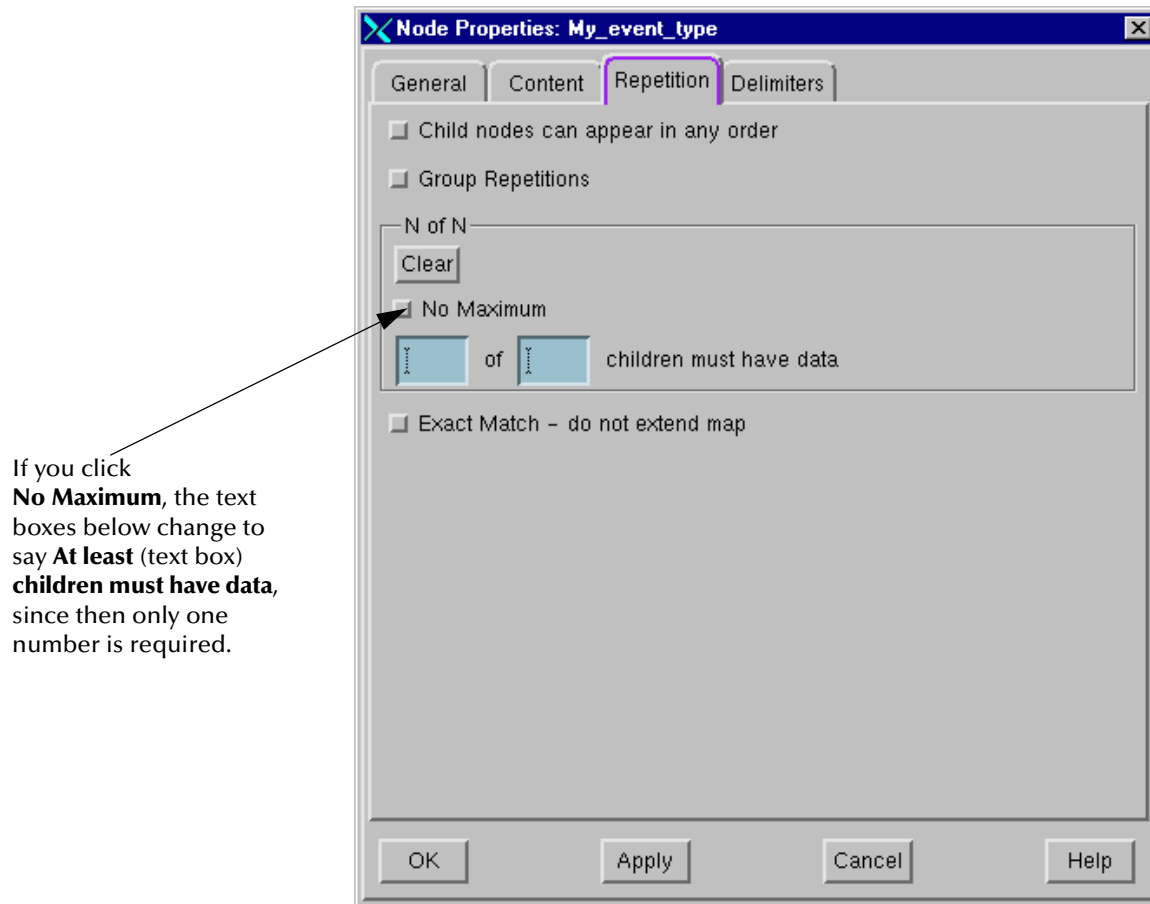 Node Properties: My_event_type
General Content Repetition Delimiters
Child nodes can appear in any order
Group Repetitions
N of N
Clear
No Maximum
of children must have data
Exact Match – do not extend map
If you click
No Maximum, the text
boxes below change to
say At least (text box)
children must have data,
since then only one
number is required.
OK Apply Cancel Help